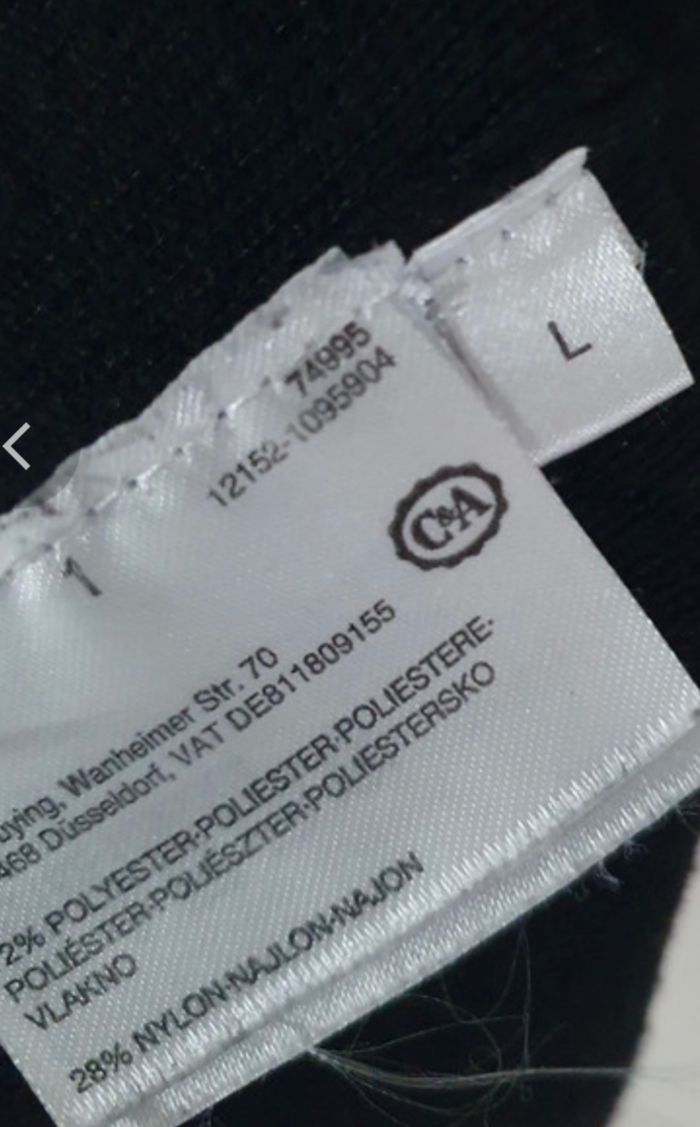 L
74995
12152-1095904
C&A
1
uying, Wanheimer Str. 70
468 Düsseldorf, VAT DE811809155
2% POLYESTER·POLIESTER·POLIESTERE·
POLIÉSTER·POLIÉSZTER·POLIESTERSKO
VLAKNO
28% NYLON·NAJLON·NAJON